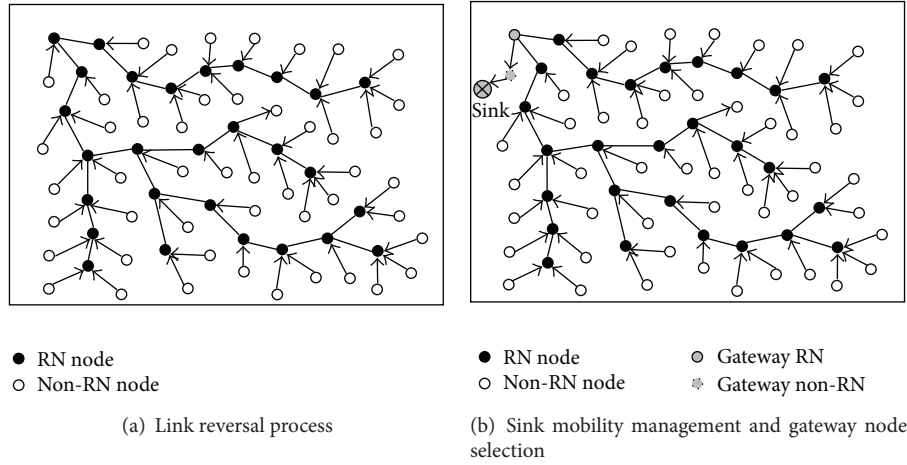 Sink
RN node
Non-RN node
(a) Link reversal process
RN node
Non-RN node
Gateway RN
Gateway non-RN
(b) Sink mobility management and gateway node
selection